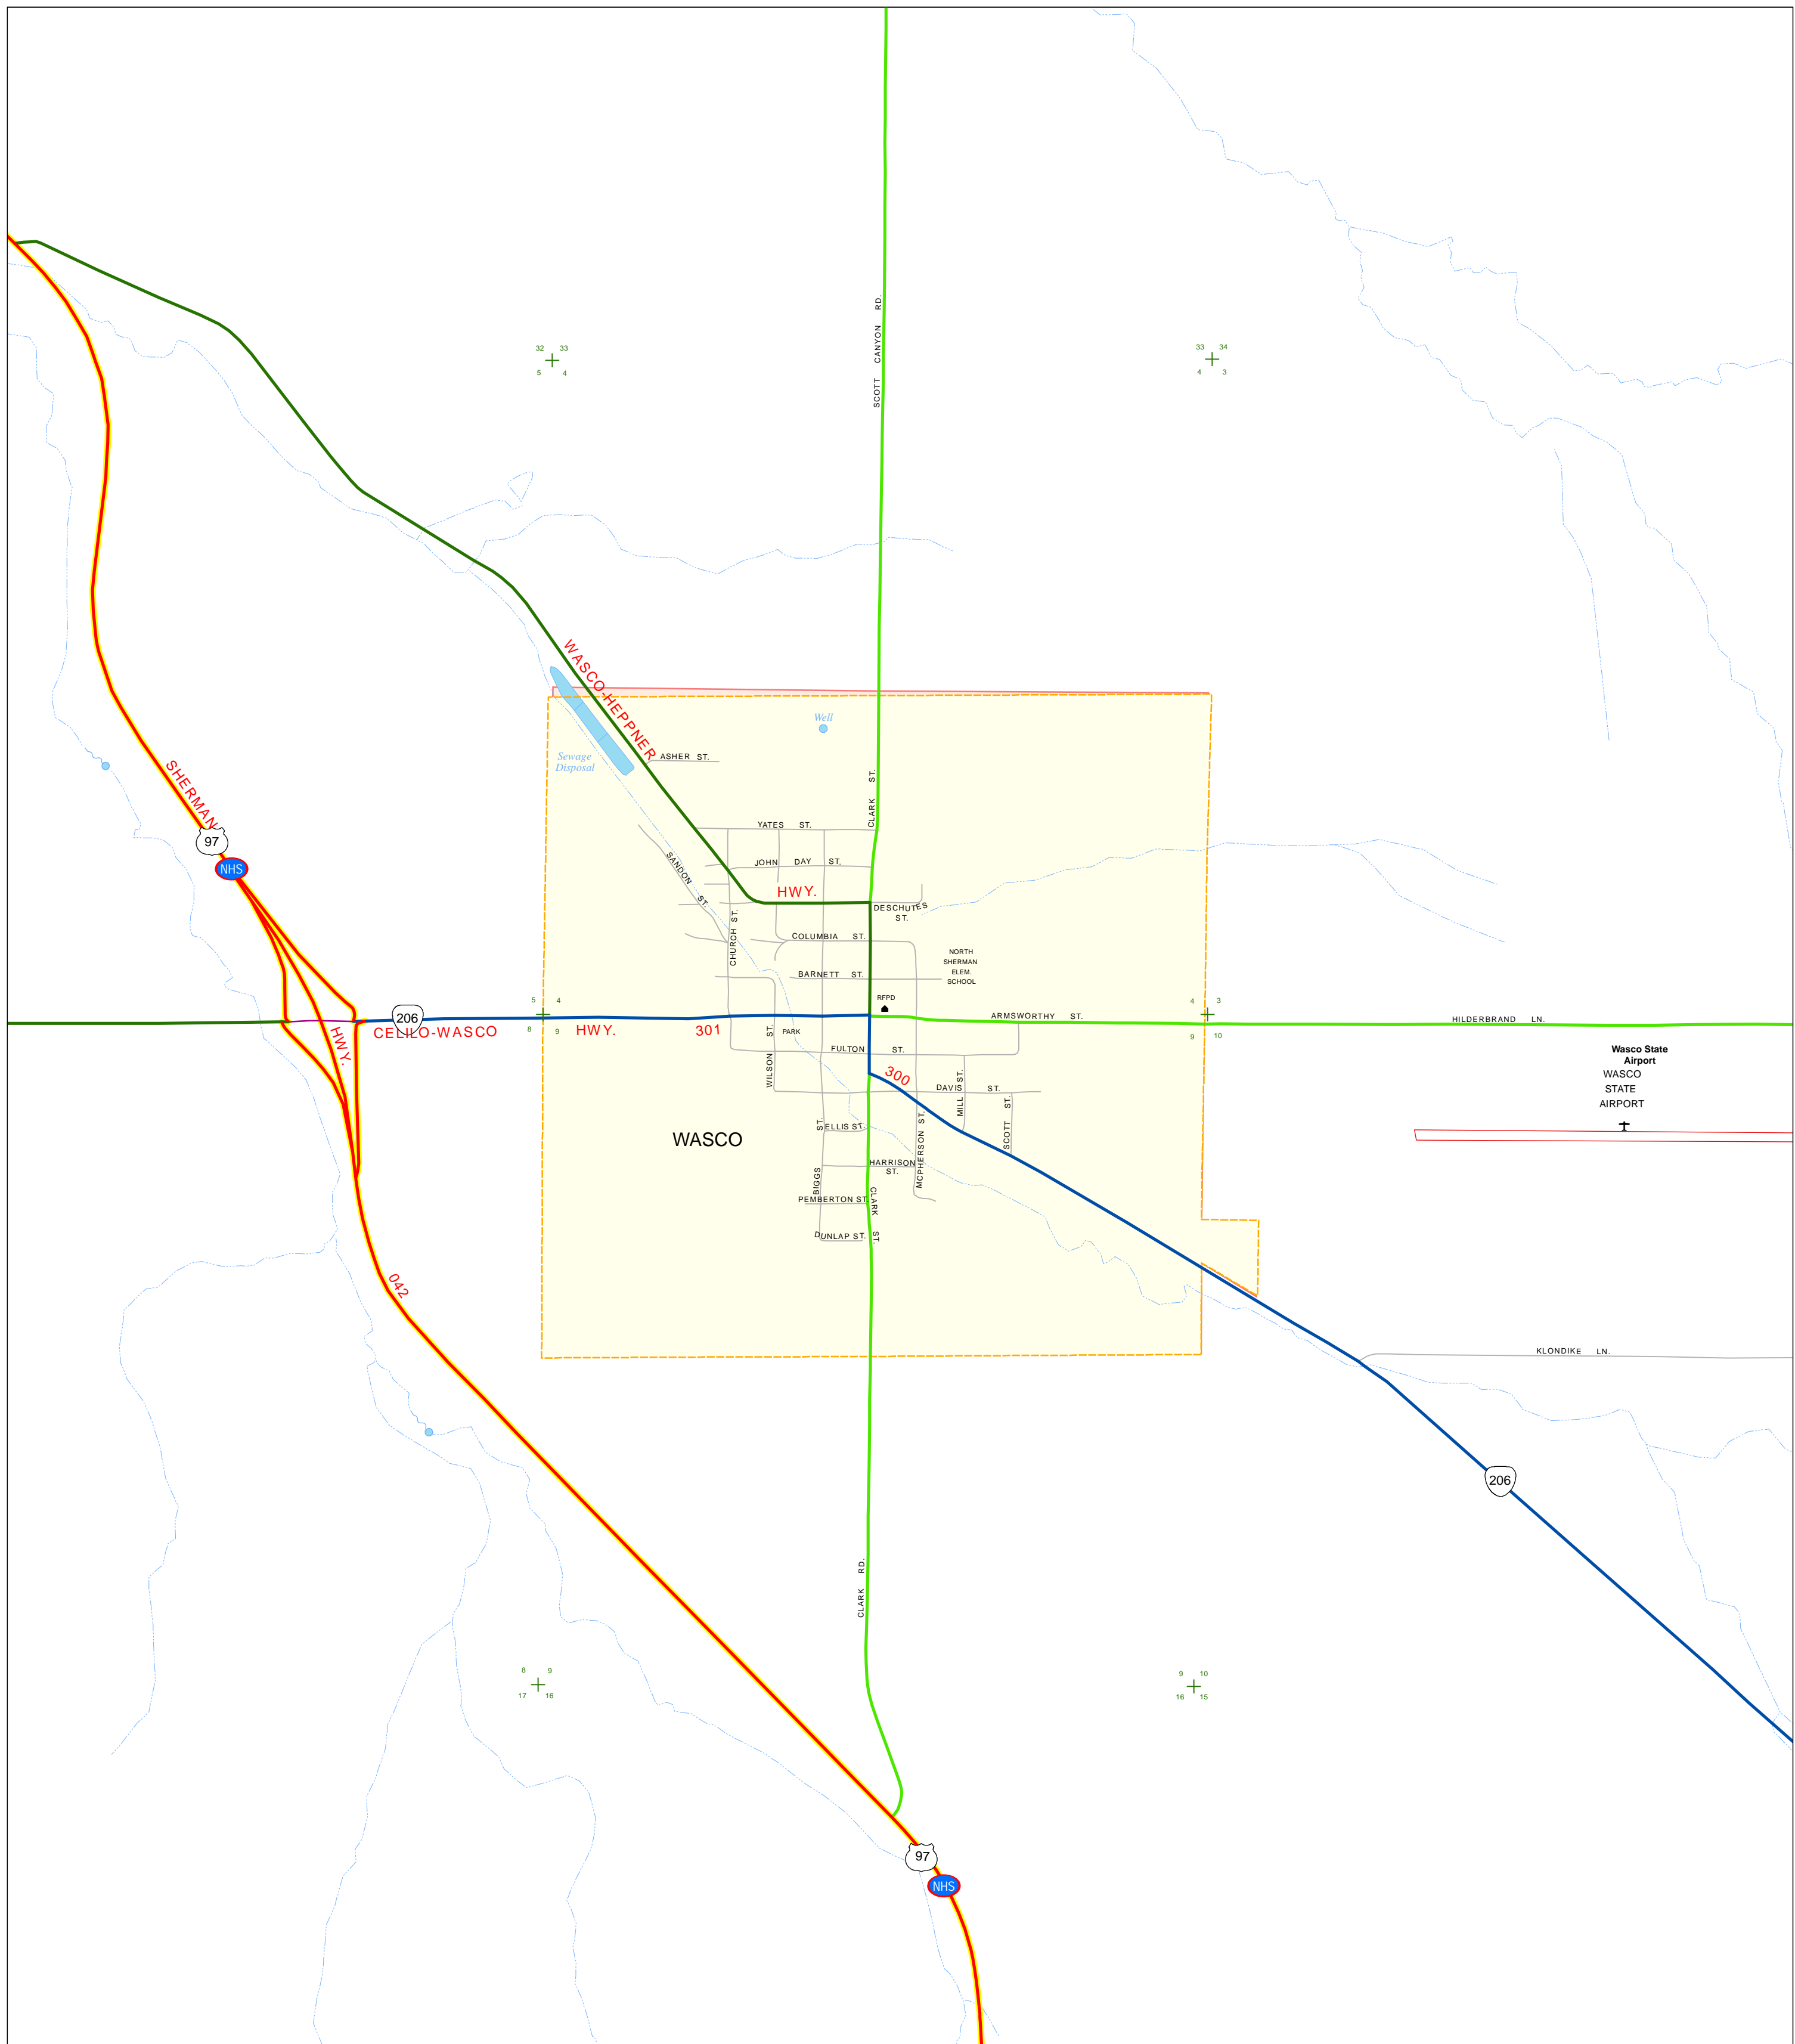 SCOTT CANYON RD.
32 33
5 4
33 34
4 3
WASCO-HEPPNER
HWY.
Well
Sewage
Disposal
ASHER ST.
CLARK ST.
SHERMAN
97
NHS
HWY.
042
YATES ST.
JOHN DAY ST.
SANDON ST.
DESCHUTES
ST.
CHURCH ST.
COLUMBIA ST.
BARNETT ST.
NORTH
SHERMAN
ELEM.
SCHOOL
RFPD
5 4
8 9
4 3
9 10
206
CELILO-WASCO
HWY.
301
PARK
ARMSWORTHY ST.
HILDERBRAND LN.
WILSON ST.
FULTON ST.
300
DAVIS ST.
MILL ST.
SCOTT ST.
Wasco State
Airport
WASCO
STATE
AIRPORT
WASCO
BIGGS ST.
ELLIS ST.
MCPHERSON ST.
HARRISON
ST.
PEMBERTON ST.
CLARK ST.
DUNLAP ST.
KLONDIKE LN.
206
CLARK RD.
8 9
17 16
9 10
16 15
97
NHS